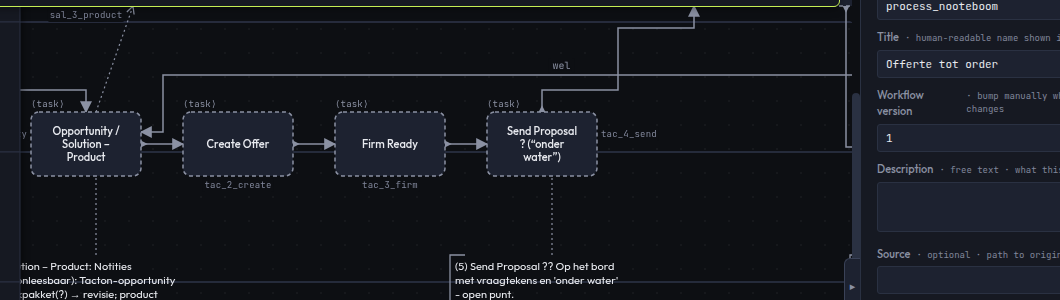 sal_3_product
process_nooteboom
Title · human-readable name shown i
Offerte tot order
wel
Workflow version · bump manually wh
changes
1
(task)
(task)
(task)
(task)
Opportunity /
Solution –
Product
Create Offer
Firm Ready
Send Proposal
? (“onder
water”)
y
tac_4_send
tac_2_create
tac_3_firm
Description · free text · what this
Source · optional · path to origin
tion – Product: Notities
onleesbaar): Tacton-opportunity
pakket(?) → revisie; product
(5) Send Proposal ?? Op het bord
met vraagtekens en 'onder water'
– open punt.